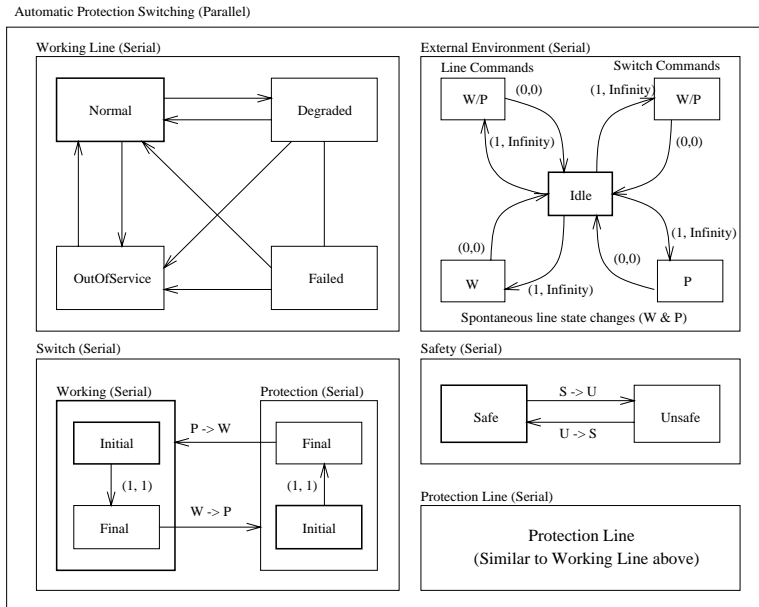 Automatic Protection Switching (Parallel)
Working Line (Serial)
Normal
Degraded
OutOfService
Failed
External Environment (Serial)
Line Commands
Switch Commands
W/P
(0,0)
(1, Infinity)
W/P
(1, Infinity)
(0,0)
Idle
(0,0)
(1, Infinity)
(0,0)
W
(1, Infinity)
P
Spontaneous line state changes (W & P)
Switch (Serial)
Working (Serial)
Protection (Serial)
Initial
P -> W
Final
(1, 1)
(1, 1)
Final
W -> P
Initial
Safety (Serial)
Safe
S -> U
Unsafe
U -> S
Protection Line (Serial)
Protection Line
(Similar to Working Line above)